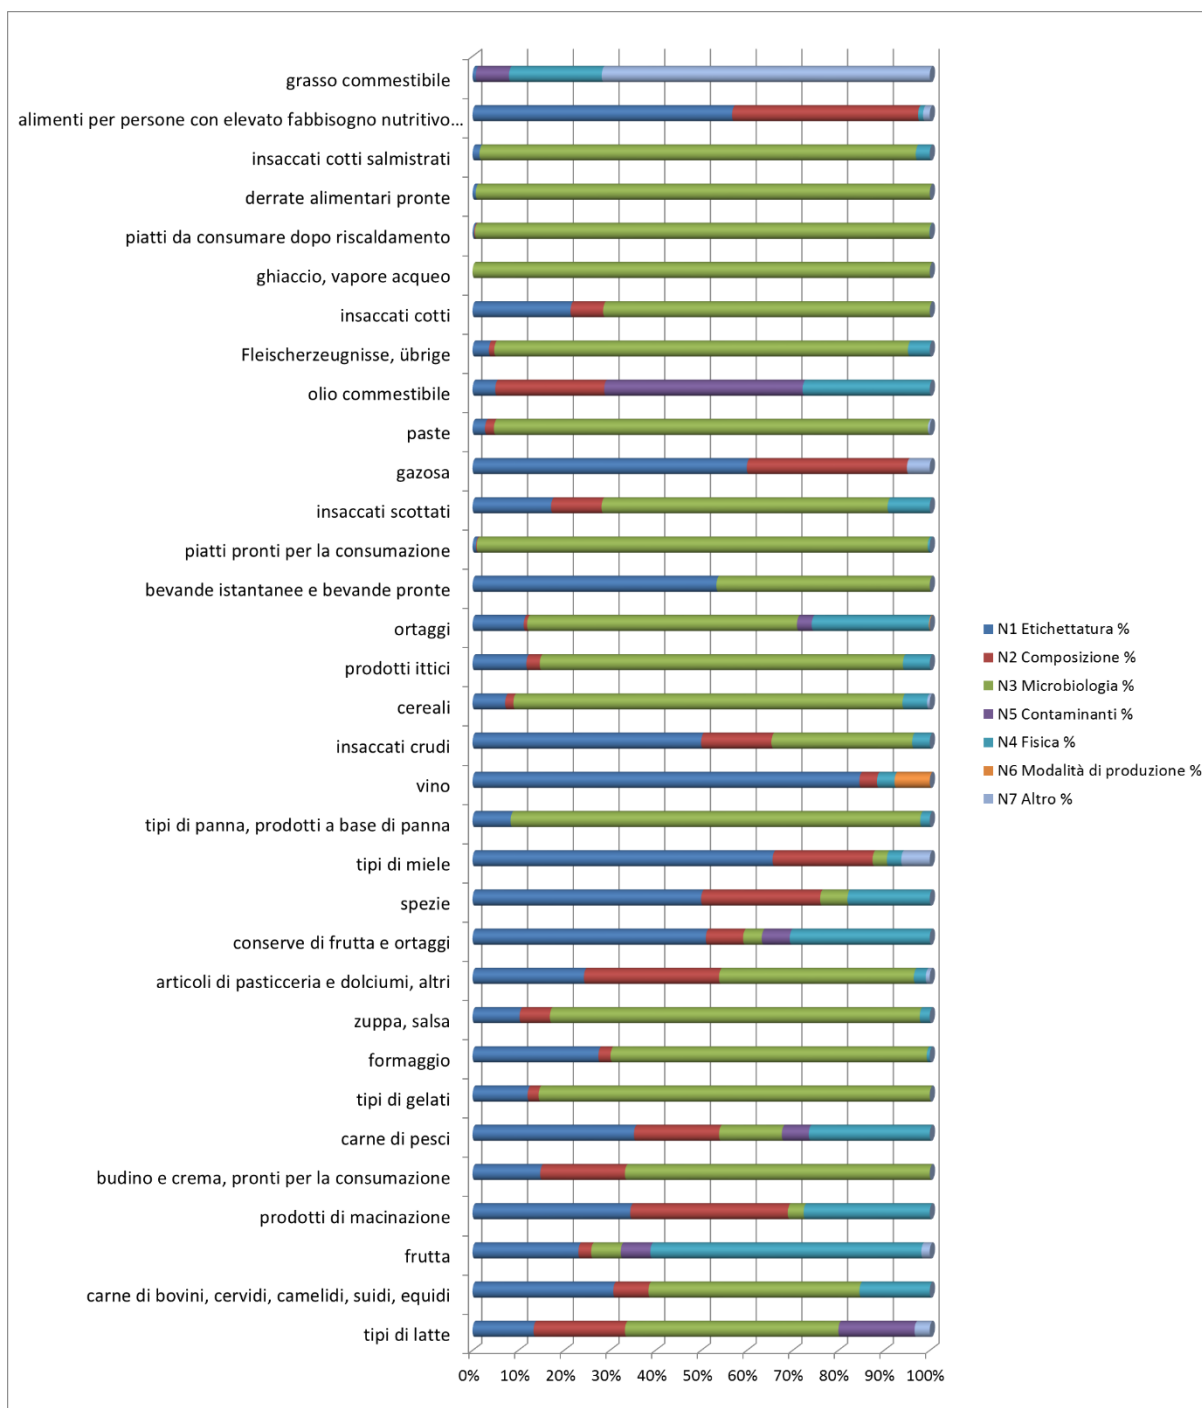 grasso commestibile
alimenti per persone con elevato fabbisogno nutritivo...
insaccati cotti salmistrati
derrate alimentari pronte
piatti da consumare dopo riscaldamento
ghiaccio, vapore acqueo
insaccati cotti
Fleischerzeugnisse, übrige
olio commestibile
paste
gazosa
insaccati scottati
piatti pronti per la consumazione
bevande istantanee e bevande pronte
ortaggi
prodotti ittici
cereali
insaccati crudi
vino
tipi di panna, prodotti a base di panna
tipi di miele
spezie
conserve di frutta e ortaggi
articoli di pasticceria e dolciumi, altri
zuppa, salsa
formaggio
tipi di gelati
carne di pesci
budino e crema, pronti per la consumazione
prodotti di macinazione
frutta
carne di bovini, cervidi, camelidi, suidi, equidi
tipi di latte
0% 10% 20% 30% 40% 50% 60% 70% 80% 90% 100%
N1 Etichettatura %
N2 Composizione %
N3 Microbiologia %
N5 Contaminanti %
N4 Fisica %
N6 Modalità di produzione %
N7 Altro %